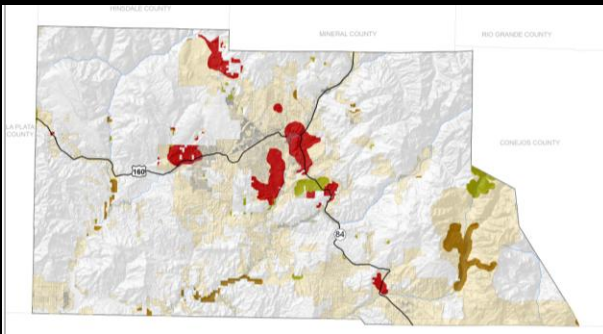 HINSDALE COUNTY
MINERAL COUNTY
RIO GRANDE COUNTY
LA PLATA
COUNTY
CONEJOS COUNTY
160
84